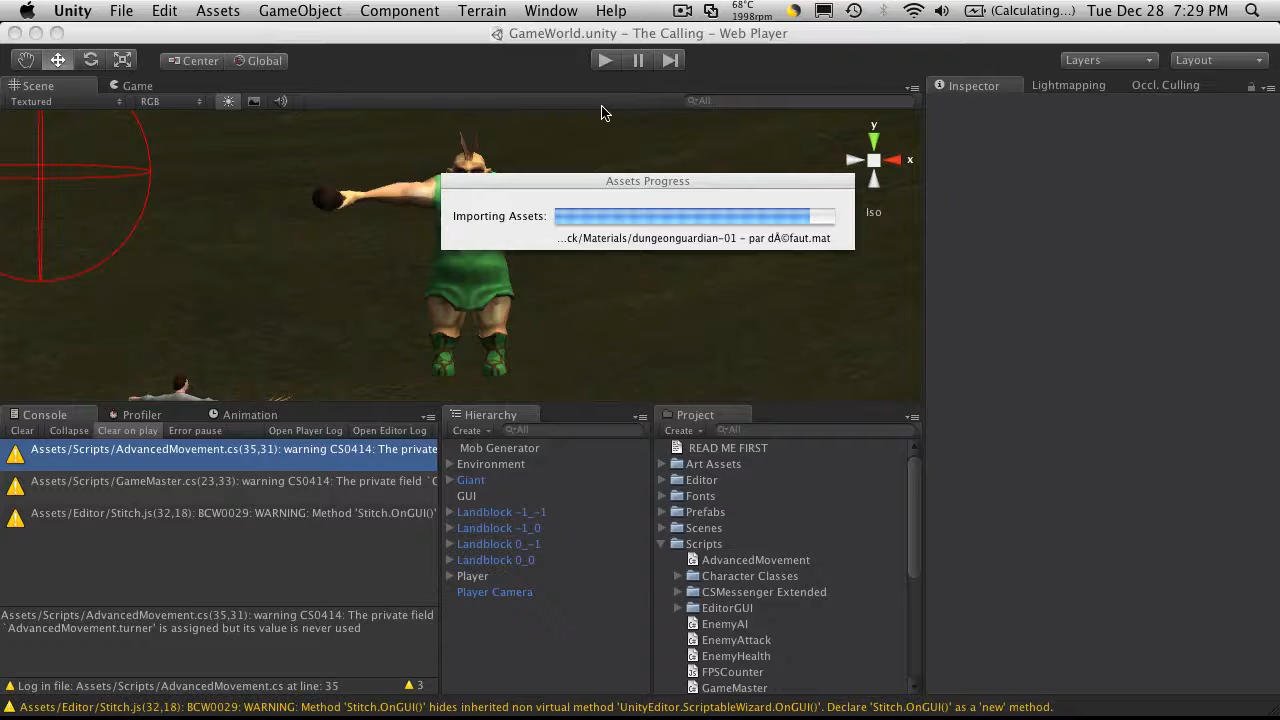 Unity File Edit Assets GameObject Component Terrain Window Help 68°C 1998rpm (Calculating... Tue Dec 28 7:29 PM
GameWorld.unity - The Calling - Web Player
Center Global Layers Layout
Scene Game Inspector Lightmapping Occl. Culling
Textured RGB All
y
x
Iso
Assets Progress
Importing Assets:
...ck/Materials/dungeonguardian-01 - par dÃ©faut.mat
Console Profiler Animation
Clear Collapse Clear on play Error pause Open Player Log Open Editor Log
Assets/Scripts/AdvancedMovement.cs(35,31): warning CS0414: The private
Assets/Scripts/GameMaster.cs(23,33): warning CS0414: The private field `
Assets/Editor/Stitch.js(32,18): BCW0029: WARNING: Method 'Stitch.OnGUI()'
Assets/Scripts/AdvancedMovement.cs(35,31): warning CS0414: The private field
`AdvancedMovement.turner' is assigned but its value is never used
Log in file: Assets/Scripts/AdvancedMovement.cs at line: 35 3
Hierarchy
Create All
Mob Generator
Environment
Giant
GUI
Landblock -1_-1
Landblock -1_0
Landblock 0_-1
Landblock 0_0
Player
Player Camera
Project
Create All
READ ME FIRST
Art Assets
Editor
Fonts
Prefabs
Scenes
Scripts
AdvancedMovement
Character Classes
CSMessenger Extended
EditorGUI
EnemyAI
EnemyAttack
EnemyHealth
FPSCounter
GameMaster
Assets/Editor/Stitch.js(32,18): BCW0029: WARNING: Method 'Stitch.OnGUI()' hides inherited non virtual method 'UnityEditor.ScriptableWizard.OnGUI()'. Declare 'Stitch.OnGUI()' as a 'new' method.